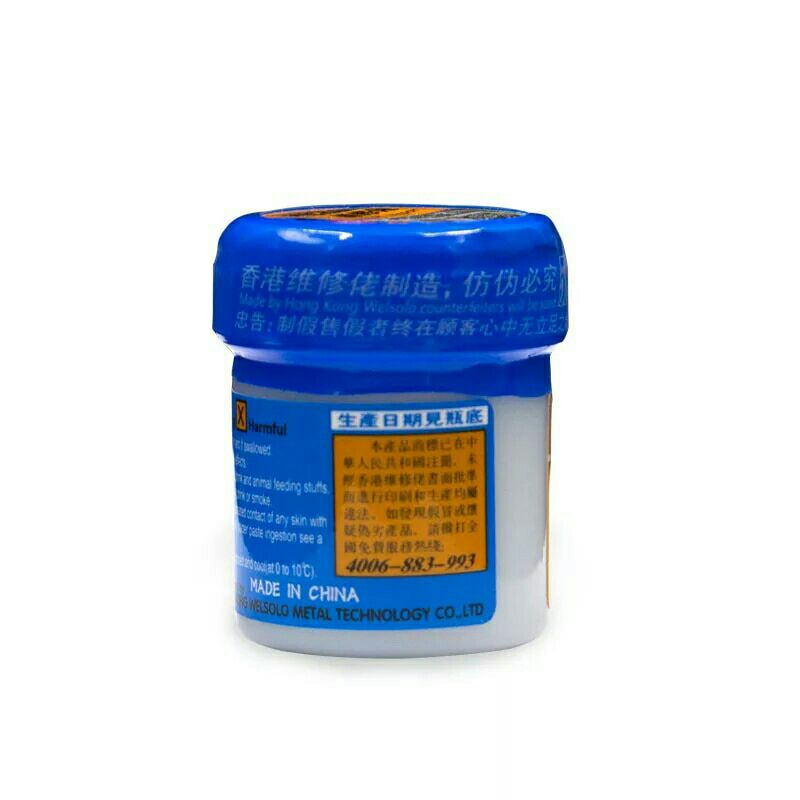 香港维修佬制造，仿伪必究
Made by Hong Kong Welsolo counterfeiters will be
忠告：制假售假者终在顾客心中无立足之
X Harmful
swallowed
生產日期見瓶底
and animal feeding stuffs.
drink or smoke.
contact of any skin with
paste ingestion see a
and cool(at 0 to 10℃).
本產品商標已在中
華人民共和國注冊，未
經香港維修佬書面批準
而進行印刷和生產均屬
違法，如發現假冒或懷
疑偽劣產品，請撥打全
國免費服務熱綫：
4006-883-993
MADE IN CHINA
WELSOLO METAL TECHNOLOGY CO.,LTD